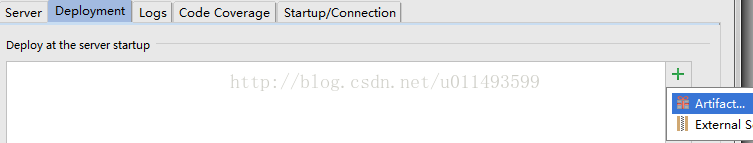 Server Deployment Logs Code Coverage Startup/Connection
Deploy at the server startup
http://blog.csdn.net/u011493599
Artifact...
External S